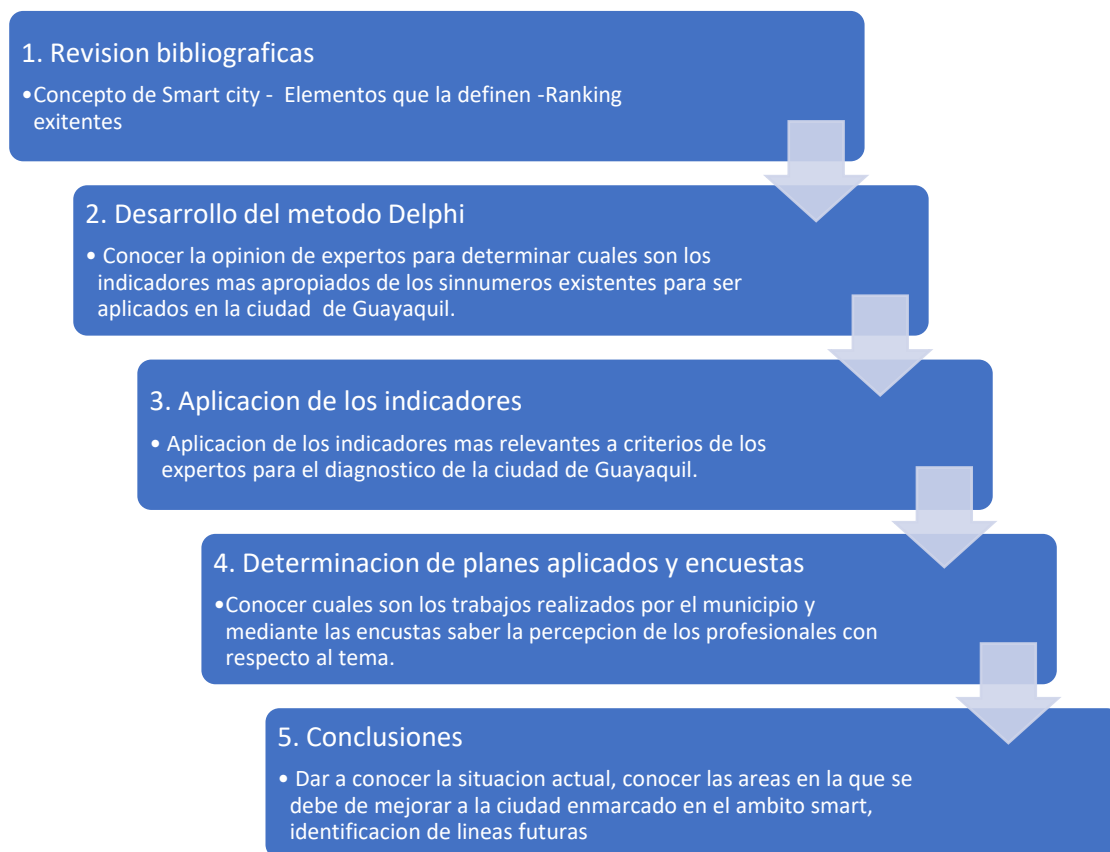 1. Revision bibliograficas
•Concepto de Smart city - Elementos que la definen -Ranking
exitentes
2. Desarrollo del metodo Delphi
• Conocer la opinion de expertos para determinar cuales son los
indicadores mas apropiados de los sinnumeros existentes para ser
aplicados en la ciudad de Guayaquil.
3. Aplicacion de los indicadores
• Aplicacion de los indicadores mas relevantes a criterios de los
expertos para el diagnostico de la ciudad de Guayaquil.
4. Determinacion de planes aplicados y encuestas
•Conocer cuales son los trabajos realizados por el municipio y
mediante las encustas saber la percepcion de los profesionales con
respecto al tema.
5. Conclusiones
• Dar a conocer la situacion actual, conocer las areas en la que se
debe de mejorar a la ciudad enmarcado en el ambito smart,
identificacion de lineas futuras